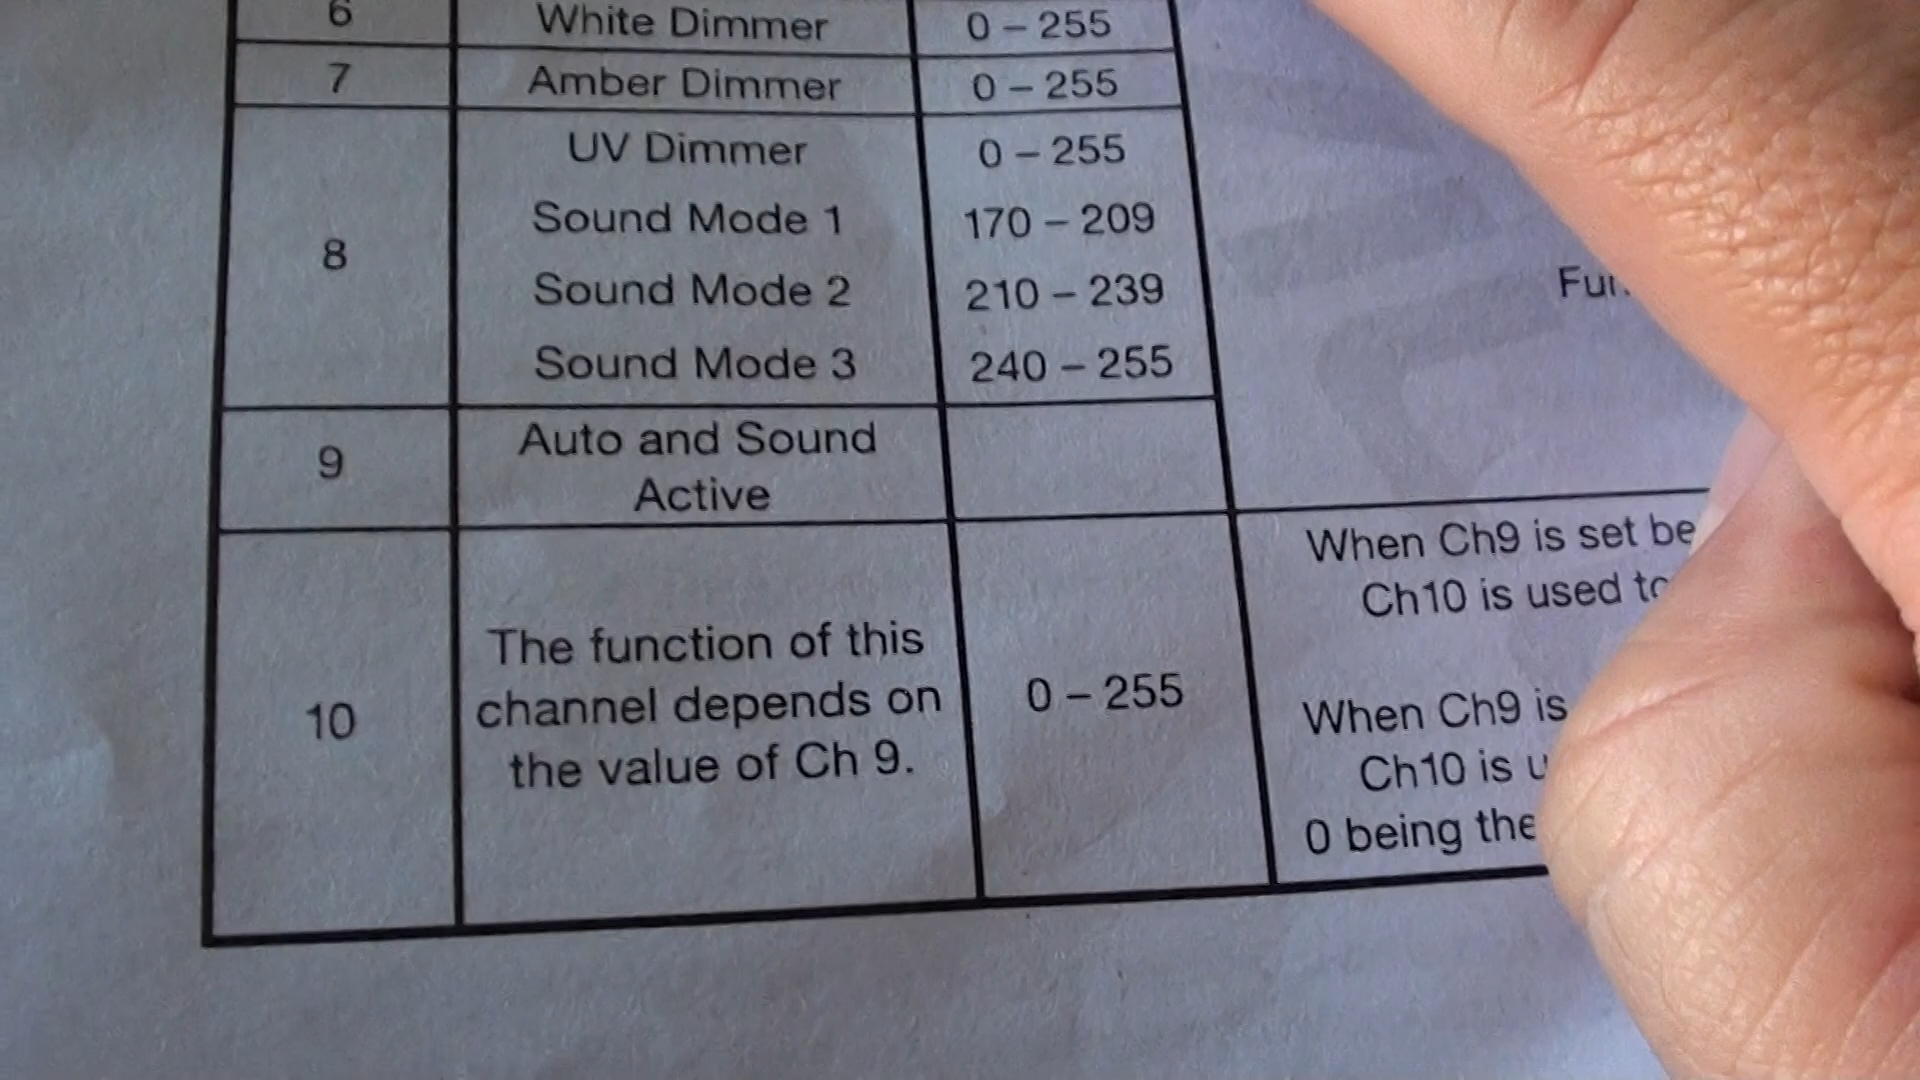 6 White Dimmer 0 – 255
7 Amber Dimmer 0 – 255
8
UV Dimmer 0 – 255
Sound Mode 1 170 – 209
Sound Mode 2 210 – 239
Sound Mode 3 240 – 255
9
Auto and Sound
Active
10
The function of this
channel depends on
the value of Ch 9.
0 – 255
When Ch9 is set
Ch10 is used
When Ch9 is
Ch10 is
0 being the